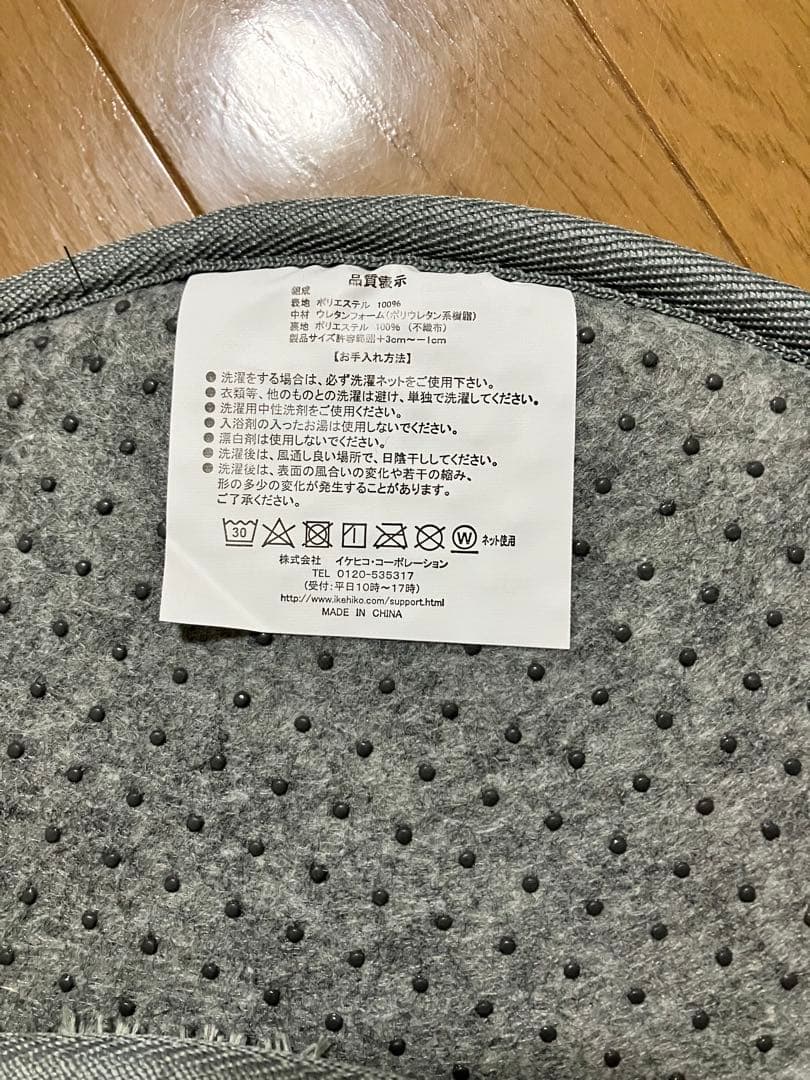 品質表示
組成
表地 ポリエステル 100%
中材 ウレタンフォーム(ポリウレタン系樹脂)
裏地 ポリエステル 100% (不織布)
製品サイズ許容範囲+3cm~-1cm
【お手入れ方法】
●洗濯をする場合は、必ず洗濯ネットをご使用下さい。
●衣類等、他のものとの洗濯は避け、単独で洗濯してください。
●洗濯用中性洗剤をご使用ください。
●入浴剤の入ったお湯は使用しないでください。
●漂白剤は使用しないでください。
●洗濯後は、風通し良い場所で、日陰干ししてください。
●洗濯後は、表面の風合いの変化や若干の縮み、
形の多少の変化が発生することがあります。
ご了承ください。
30 W ネット使用
株式会社 イケヒコ・コーポレーション
TEL 0120-535317
(受付:平日10時~17時)
http://www.ikehiko.com/support.html
MADE IN CHINA